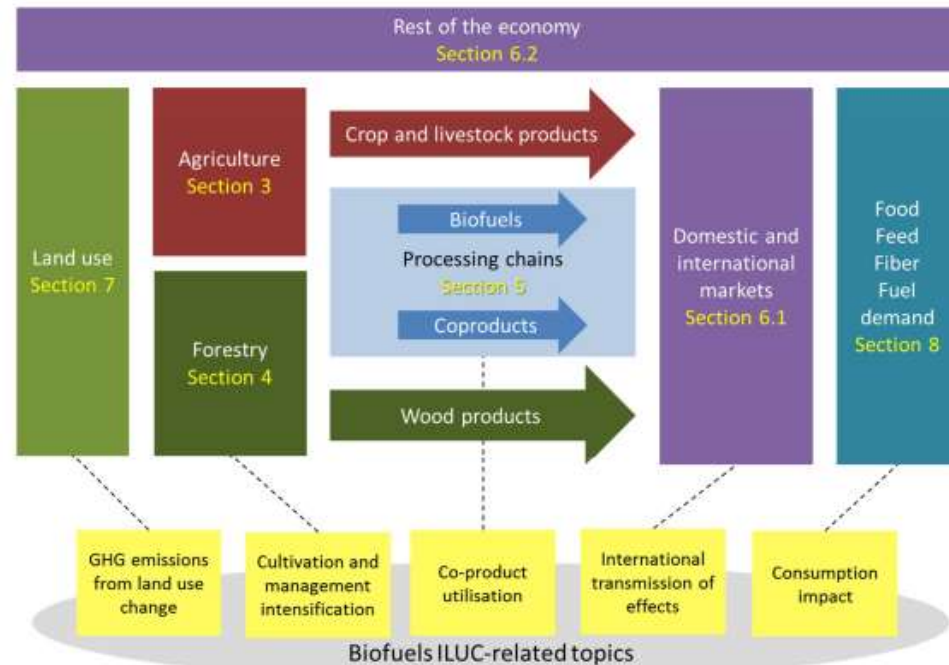 Rest of the economy
Section 6.2
Land use
Section 7
Agriculture
Section 3
Forestry
Section 4
Crop and livestock products
Biofuels
Processing chains
Section 5
Coproducts
Wood products
Domestic and
international
markets
Section 6.1
Food
Feed
Fiber
Fuel
demand
Section 8
GHG emissions
from land use
change
Cultivation and
management
intensification
Co-product
utilisation
International
transmission of
effects
Consumption
impact
Biofuels ILUC-related topics